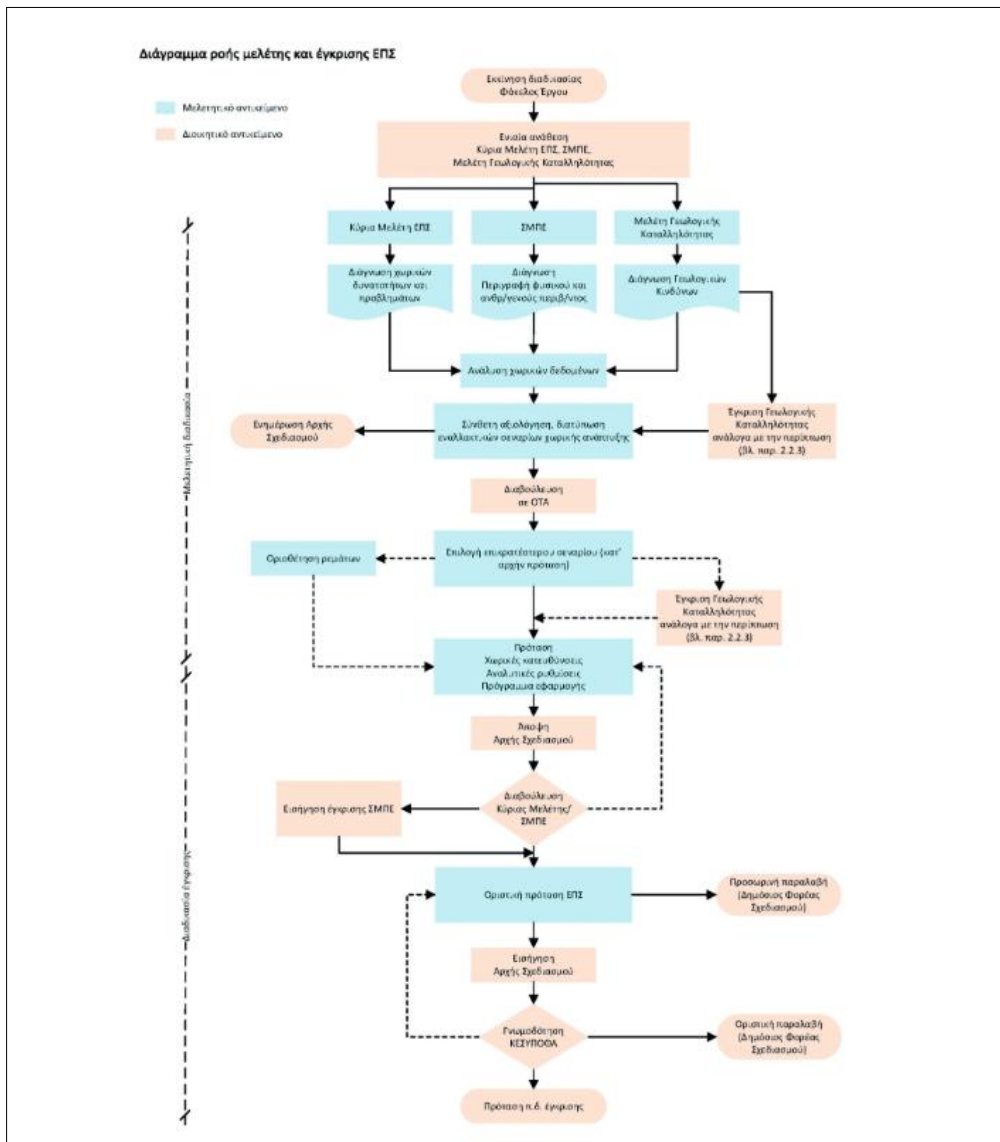 Διάγραμμα ροής μελέτης και έγκρισης ΕΠΣ
Μελετητικό αντικείμενο
Διοικητικό αντικείμενο
Εκκίνηση διαδικασίας
Φάκελος Έργου
Ενιαία ανάθεση
Κύρια Μελέτη ΕΠΣ, ΣΜΠΕ,
Μελέτη Γεωλογικής Καταλληλότητας
Κύρια Μελέτη ΕΠΣ
ΣΜΠΕ
Μελέτη Γεωλογικής
Καταλληλότητας
Διάγνωση χωρικών
δυνατοτήτων και
προβλημάτων
Διάγνωση
Περιγραφή φυσικού και
ανθρ/γενούς περιβ/ντος
Διάγνωση Γεωλογικών
Κινδύνων
Ανάλυση χωρικών δεδομένων
Ενημέρωση Αρχής
Σχεδιασμού
Σύνθετη αξιολόγηση, διατύπωση
εναλλακτικών σεναρίων χωρικής ανάπτυξης
Έγκριση Γεωλογικής
Καταλληλότητας
ανάλογα με την περίπτωση
(βλ. παρ. 2.2.3)
Διαβούλευση
σε ΟΤΑ
Οριοθέτηση ρεμάτων
Επιλογή επικρατέστερου σεναρίου (κατ'
αρχήν πρόταση)
Έγκριση Γεωλογικής
Καταλληλότητας
ανάλογα με την περίπτωση
(βλ. παρ. 2.2.3)
Μελετητική διαδικασία
Πρόταση
Χωρικές κατευθύνσεις
Αναλυτικές ρυθμίσεις
Πρόγραμμα εφαρμογής
Άποψη
Αρχής Σχεδιασμού
Διαβούλευση
Κύριας Μελέτης/
ΣΜΠΕ
Εισήγηση έγκρισης ΣΜΠΕ
Οριστική πρόταση ΕΠΣ
Προσωρινή παραλαβή
(Δημόσιος Φορέας
Σχεδιασμού)
Διαδικασία έγκρισης
Εισήγηση
Αρχής Σχεδιασμού
Γνωμοδότηση
ΚΕΣΥΠΟΘΑ
Οριστική παραλαβή
(Δημόσιος Φορέας
Σχεδιασμού)
Πρόταση π.δ. έγκρισης